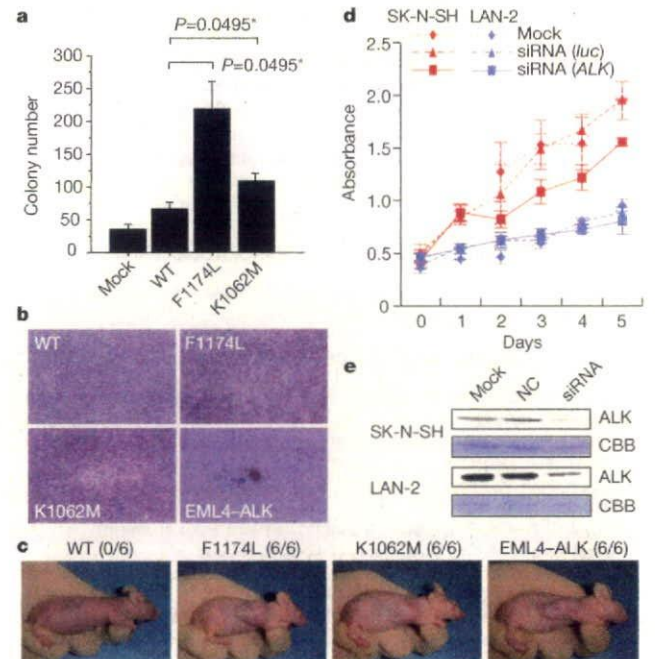 a
P=0.0495*
P=0.0495*
Colony number
300
250
200
150
100
50
0
Mock
WT
F1174L
K1062M
b
WT
F1174L
K1062M
EML4–ALK
c
WT (0/6)
F1174L (6/6)
K1062M (6/6)
EML4–ALK (6/6)
d
SK-N-SH LAN-2
Mock
siRNA (luc)
siRNA (ALK)
Absorbance
2.5
2.0
1.5
1.0
0.5
0
0 1 2 3 4 5
Days
e
Mock NC siRNA
SK-N-SH
ALK
CBB
LAN-2
ALK
CBB